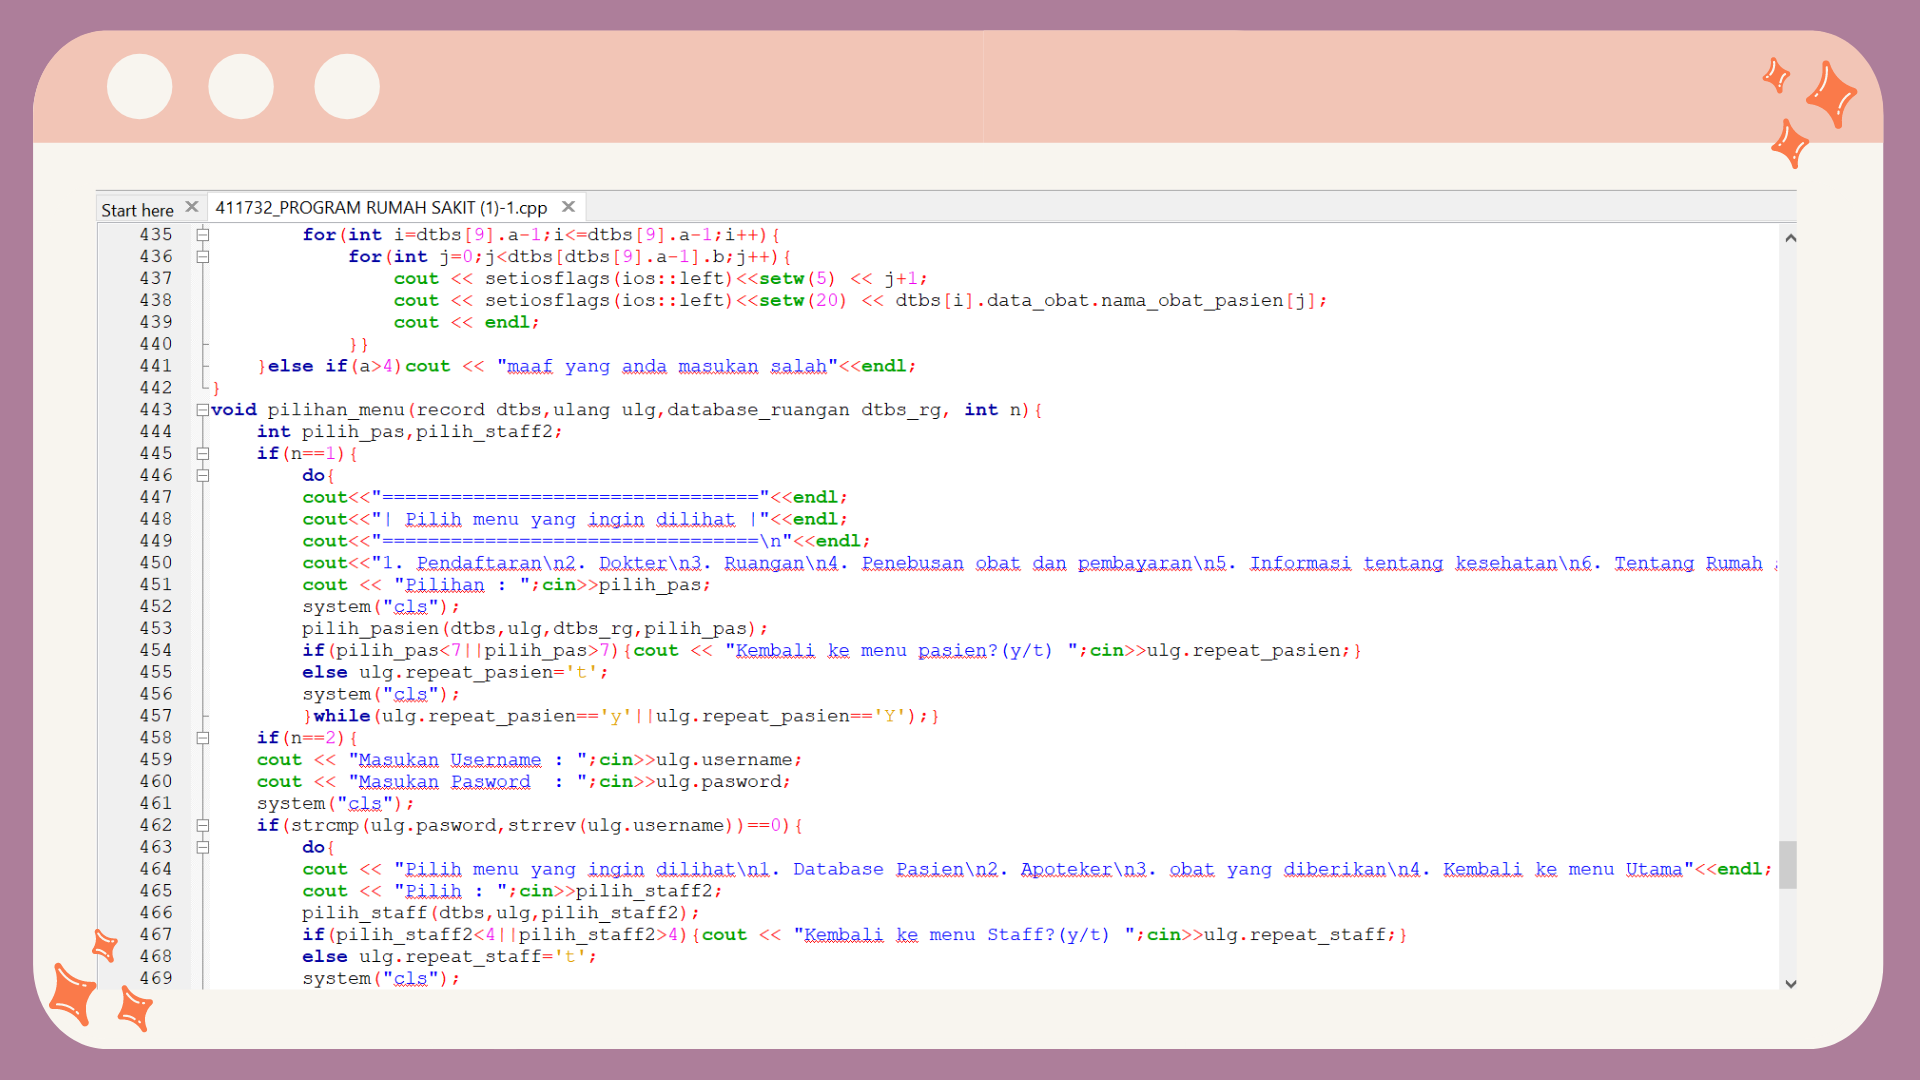 Start here
411732_PROGRAM RUMAH SAKIT (1)-1.cpp
435 for(int i=dtbs[9].a-1;i<=dtbs[9].a-1;i++){
436 for(int j=0;j<dtbs[dtbs[9].a-1].b;j++){
437 cout << setiosflags(ios::left)<<setw(5) << j+1;
438 cout << setiosflags(ios::left)<<setw(20) << dtbs[i].data_obat.nama_obat_pasien[j];
439 cout << endl;
440 }}
441 }else if(a>4)cout << "maaf yang anda masukan salah"<<endl;
442 }
443 void pilihan_menu(record dtbs,ulang ulg,database_ruangan dtbs_rg, int n){
444 int pilih_pas,pilih_staff2;
445 if(n==1){
446 do{
447 cout<<"================================="<<endl;
448 cout<<"| Pilih menu yang ingin dilihat |"<<endl;
449 cout<<"=================================\n"<<endl;
450 cout<<"1. Pendaftaran\n2. Dokter\n3. Ruangan\n4. Penebusan obat dan pembayaran\n5. Informasi tentang kesehatan\n6. Tentang Rumah
451 cout << "Pilihan : ";cin>>pilih_pas;
452 system("cls");
453 pilih_pasien(dtbs,ulg,dtbs_rg,pilih_pas);
454 if(pilih_pas<7||pilih_pas>7){cout << "Kembali ke menu pasien?(y/t) ";cin>>ulg.repeat_pasien;}
455 else ulg.repeat_pasien='t';
456 system("cls");
457 }while(ulg.repeat_pasien=='y'||ulg.repeat_pasien=='Y');}
458 if(n==2){
459 cout << "Masukan Username : ";cin>>ulg.username;
460 cout << "Masukan Pasword  : ";cin>>ulg.pasword;
461 system("cls");
462 if(strcmp(ulg.pasword,strrev(ulg.username))==0){
463 do{
464 cout << "Pilih menu yang ingin dilihat\n1. Database Pasien\n2. Apoteker\n3. obat yang diberikan\n4. Kembali ke menu Utama"<<endl;
465 cout << "Pilih : ";cin>>pilih_staff2;
466 pilih_staff(dtbs,ulg,pilih_staff2);
467 if(pilih_staff2<4||pilih_staff2>4){cout << "Kembali ke menu Staff?(y/t) ";cin>>ulg.repeat_staff;}
468 else ulg.repeat_staff='t';
469 system("cls");